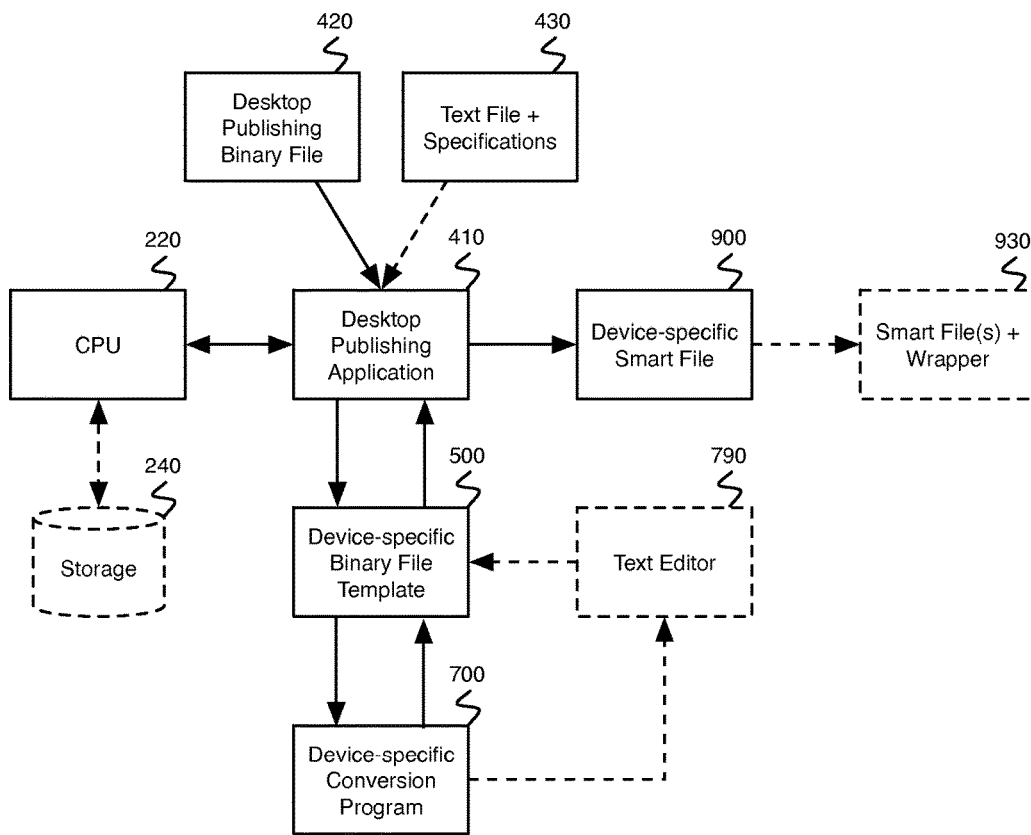 420
430
Desktop
Publishing
Binary File
Text File +
Specifications
220
410
900
930
CPU
Desktop
Publishing
Application
Device-specific
Smart File
Smart File(s) +
Wrapper
240
500
790
Storage
Device-specific
Binary File
Template
Text Editor
700
Device-specific
Conversion
Program